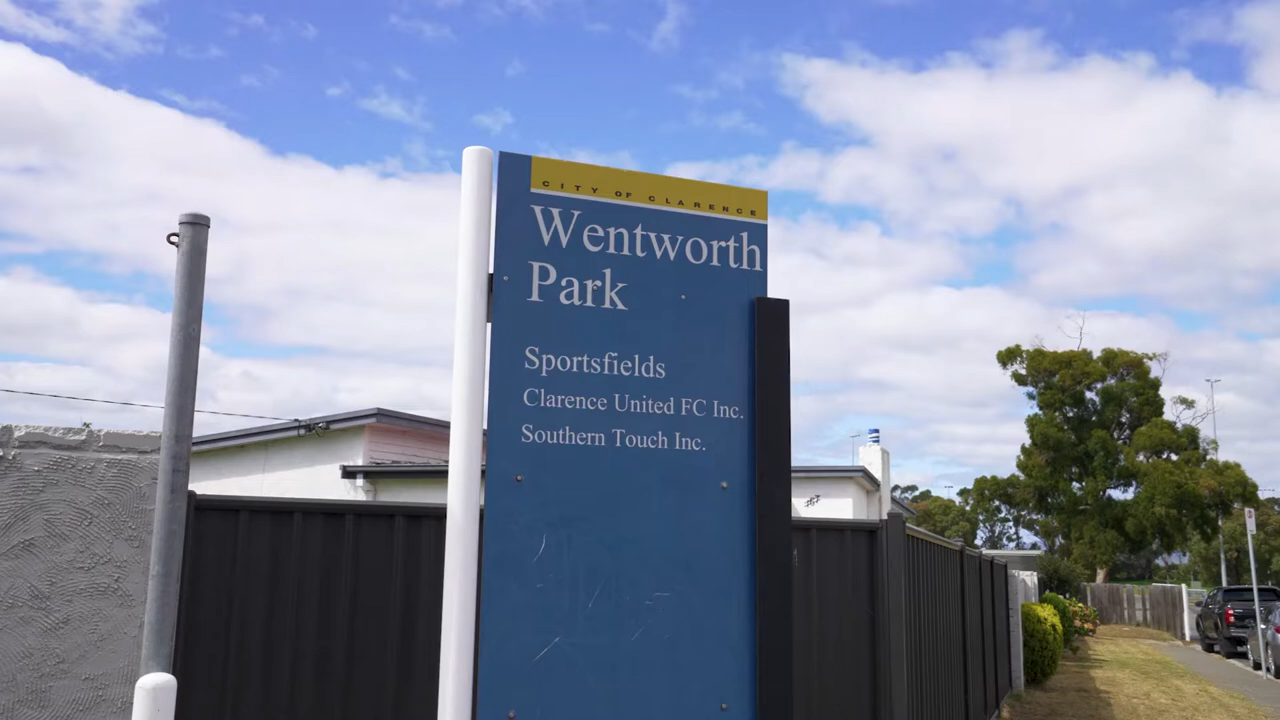 CITY OF CLARENCE
Wentworth
Park
Sportsfields
Clarence United FC Inc.
Southern Touch Inc.